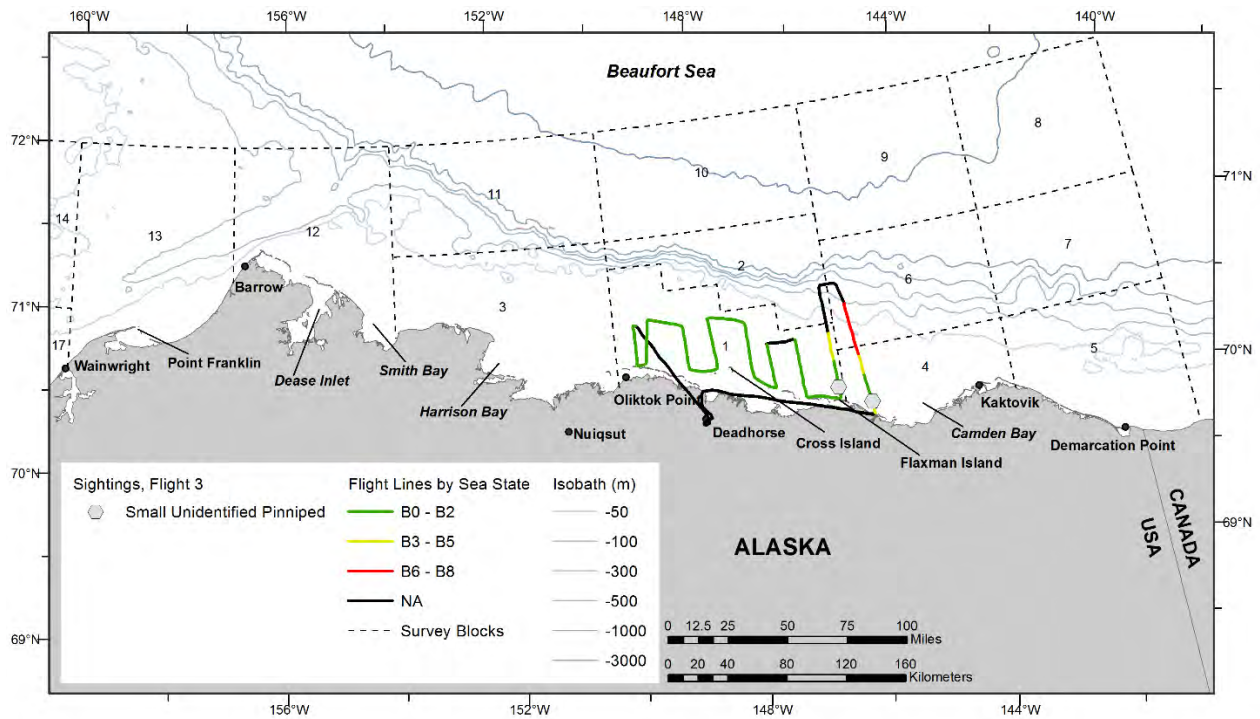 160°W
156°W
152°W
148°W
144°W
140°W
Beaufort Sea
72°N
71°N
71°N
70°N
70°N
69°N
69°N
8
9
10
11
12
13
14
7
6
2
3
1
4
5
17
Barrow
Wainwright
Point Franklin
Dease Inlet
Smith Bay
Harrison Bay
Oliktok Point
Nuiqsut
Deadhorse
Cross Island
Flaxman Island
Camden Bay
Kaktovik
Demarcation Point
ALASKA
CANADA
USA
Sightings, Flight 3
Small Unidentified Pinniped
Flight Lines by Sea State
B0 - B2
B3 - B5
B6 - B8
NA
Survey Blocks
Isobath (m)
-50
-100
-300
-500
-1000
-3000
0 12.5 25 50 75 100
Miles
0 20 40 80 120 160
Kilometers
156°W
152°W
148°W
144°W